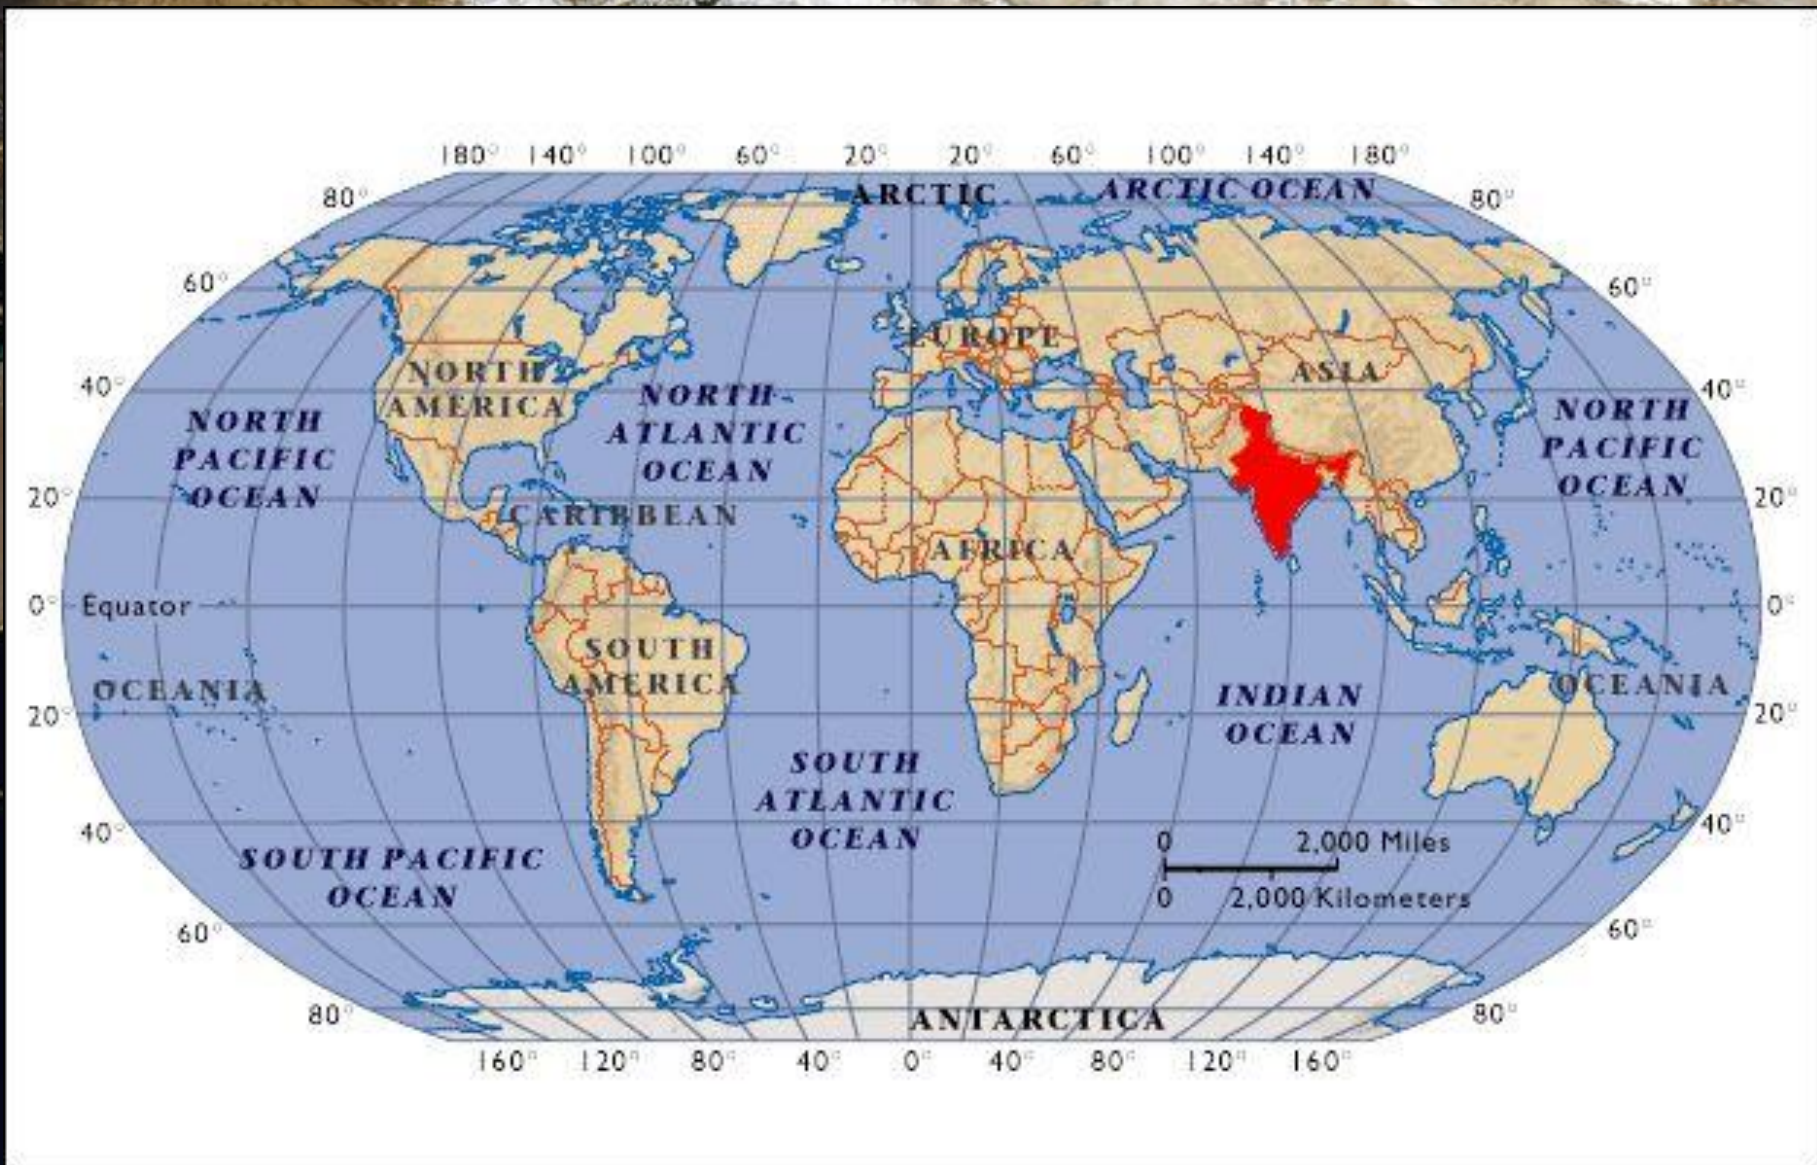 180° 140° 100° 60° 20° 20° 60° 100° 140° 180°
80° ARCTIC ARCTIC OCEAN 80°
60° 60°
EUROPE
NORTH
AMERICA
ASIA
40° 40°
NORTH
PACIFIC
OCEAN
NORTH
ATLANTIC
OCEAN
NORTH
PACIFIC
OCEAN
20° 20°
CARIBBEAN
AFRICA
0° Equator 0°
SOUTH
AMERICA
OCEANIA
INDIAN
OCEAN
OCEANIA
20° 20°
SOUTH
ATLANTIC
OCEAN
40° 40°
0 2,000 Miles
0 2,000 Kilometers
SOUTH PACIFIC
OCEAN
60° 60°
80° 80°
ANTARCTICA
160° 120° 80° 40° 0° 40° 80° 120° 160°